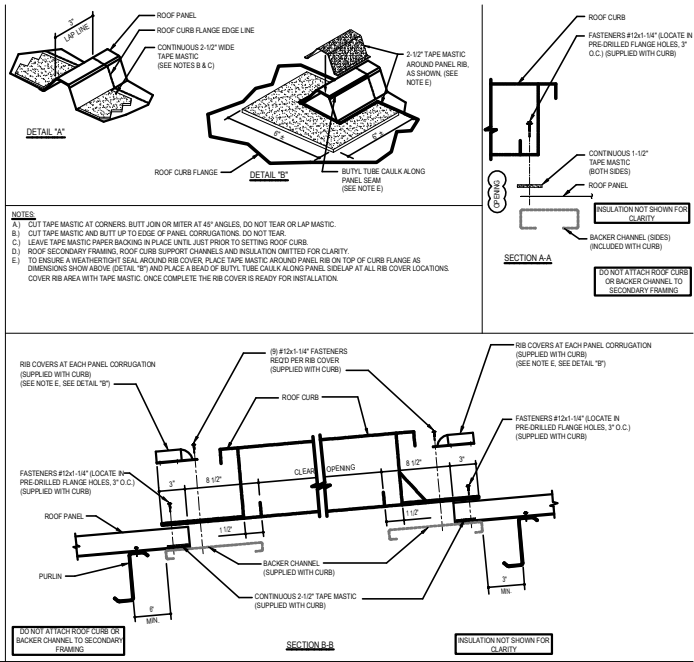 3"
LAP LINE
ROOF PANEL
ROOF CURB FLANGE EDGE LINE
CONTINUOUS 2-1/2" WIDE
TAPE MASTIC
(SEE NOTES B & C)
DETAIL "A"
2-1/2" TAPE MASTIC
AROUND PANEL RIB,
AS SHOWN, (SEE
NOTE E)
6"±
6"±
ROOF CURB FLANGE
DETAIL "B"
BUTYL TUBE CAULK ALONG
PANEL SEAM
(SEE NOTE E)
ROOF CURB
FASTENERS #12x1-1/4" (LOCATE IN
PRE-DRILLED FLANGE HOLES, 3"
O.C.) (SUPPLIED WITH CURB)
CONTINUOUS 1-1/2"
TAPE MASTIC
(BOTH SIDES)
ROOF PANEL
OPENING
INSULATION NOT SHOWN FOR
CLARITY
BACKER CHANNEL (SIDES)
(INCLUDED WITH CURB)
SECTION A-A
DO NOT ATTACH ROOF CURB
OR BACKER CHANNEL TO
SECONDARY FRAMING
NOTES:
A.) CUT TAPE MASTIC AT CORNERS. BUTT JOIN OR MITER AT 45° ANGLES, DO NOT TEAR OR LAP MASTIC.
B.) CUT TAPE MASTIC AND BUTT UP TO EDGE OF PANEL CORRUGATIONS. DO NOT TEAR.
C.) LEAVE TAPE MASTIC PAPER BACKING IN PLACE UNTIL JUST PRIOR TO SETTING ROOF CURB.
D.) ROOF SECONDARY FRAMING, ROOF CURB SUPPORT CHANNELS AND INSULATION OMITTED FOR CLARITY.
E.) TO ENSURE A WEATHERTIGHT SEAL AROUND RIB COVER, PLACE TAPE MASTIC AROUND PANEL RIB ON TOP OF CURB FLANGE AS
DIMENSIONS SHOW ABOVE (DETAIL "B") AND PLACE A BEAD OF BUTYL TUBE CAULK ALONG PANEL SIDELAP AT ALL RIB COVER LOCATIONS.
COVER RIB AREA WITH TAPE MASTIC. ONCE COMPLETE THE RIB COVER IS READY FOR INSTALLATION.
RIB COVERS AT EACH PANEL CORRUGATION
(SUPPLIED WITH CURB)
(SEE NOTE E, SEE DETAIL "B")
(9) #12x1-1/4" FASTENERS
REQ'D PER RIB COVER
(SUPPLIED WITH CURB)
ROOF CURB
RIB COVERS AT EACH PANEL CORRUGATION
(SUPPLIED WITH CURB)
(SEE NOTE E, SEE DETAIL "B")
FASTENERS #12x1-1/4" (LOCATE IN
PRE-DRILLED FLANGE HOLES, 3" O.C.)
(SUPPLIED WITH CURB)
FASTENERS #12x1-1/4" (LOCATE IN
PRE-DRILLED FLANGE HOLES, 3" O.C.)
(SUPPLIED WITH CURB)
3"
8 1/2"
CLEAR OPENING
8 1/2"
3"
1 1/2"
1 1/2"
ROOF PANEL
PURLIN
BACKER CHANNEL
(SUPPLIED WITH CURB)
CONTINUOUS 2-1/2" TAPE MASTIC
(SUPPLIED WITH CURB)
6"
MIN.
3"
MIN.
DO NOT ATTACH ROOF CURB OR
BACKER CHANNEL TO SECONDARY
FRAMING
SECTION B-B
INSULATION NOT SHOWN FOR
CLARITY